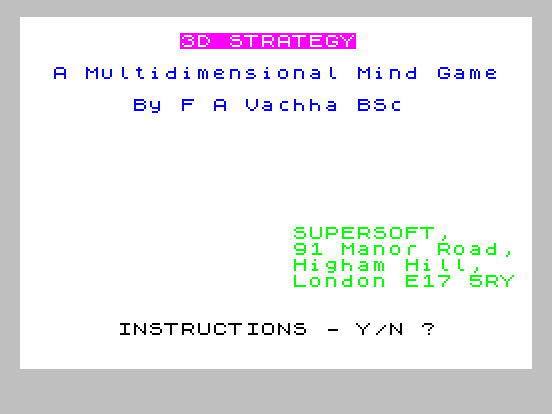 3D STRATEGY
A Multidimensional Mind Game
By F A Vachha BSc
SUPERSOFT,
91 Manor Road,
Higham Hill,
London E17 5RY
INSTRUCTIONS - Y/N ?